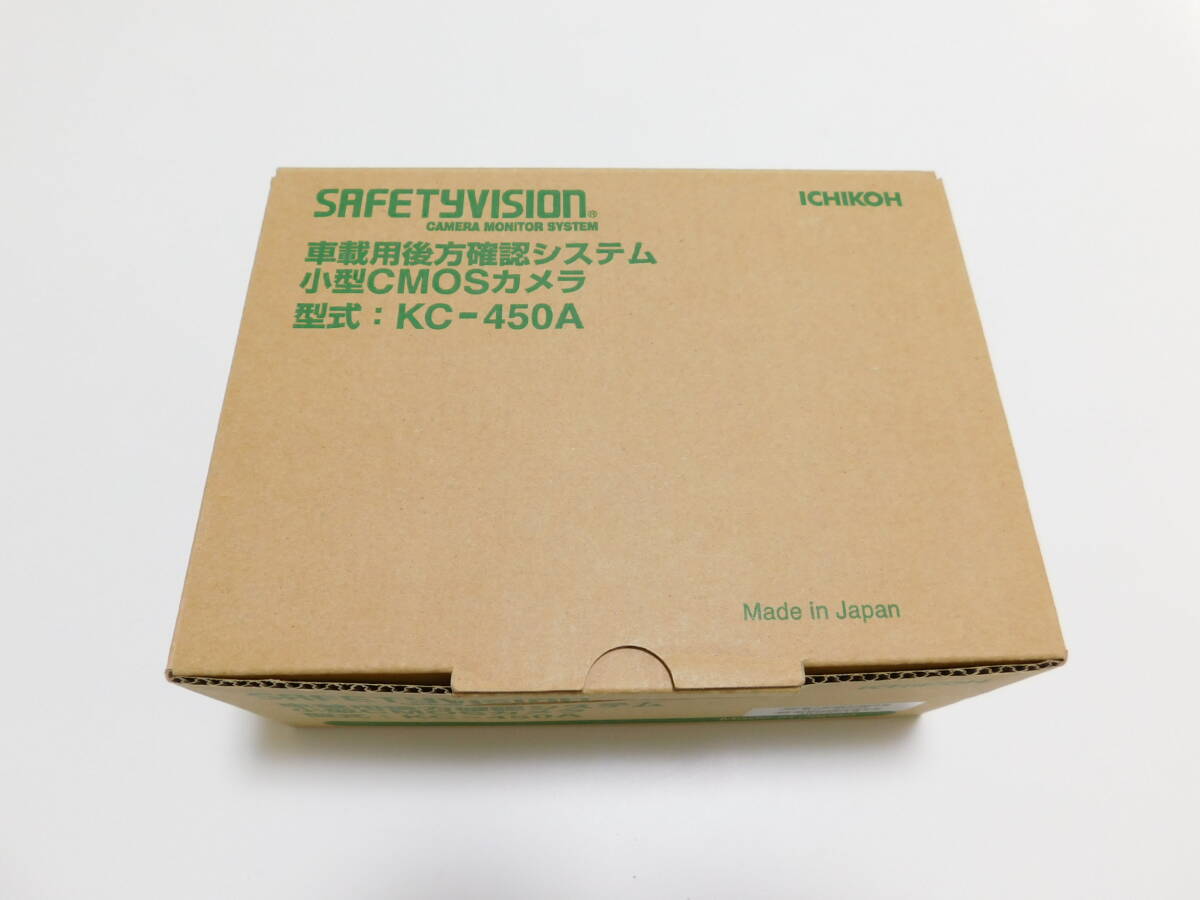 SAFETYVISION®
CAMERA MONITOR SYSTEM
ICHIKOH
車載用後方確認システム
小型CMOSカメラ
型式：KC-450A
Made in Japan